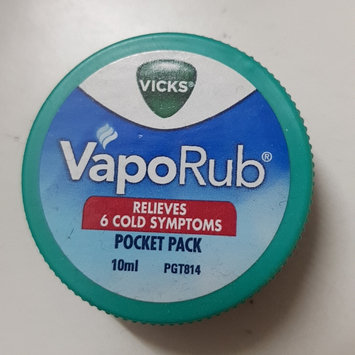 VICKS®
VapoRub®
RELIEVES
6 COLD SYMPTOMS
POCKET PACK
10ml PGT814